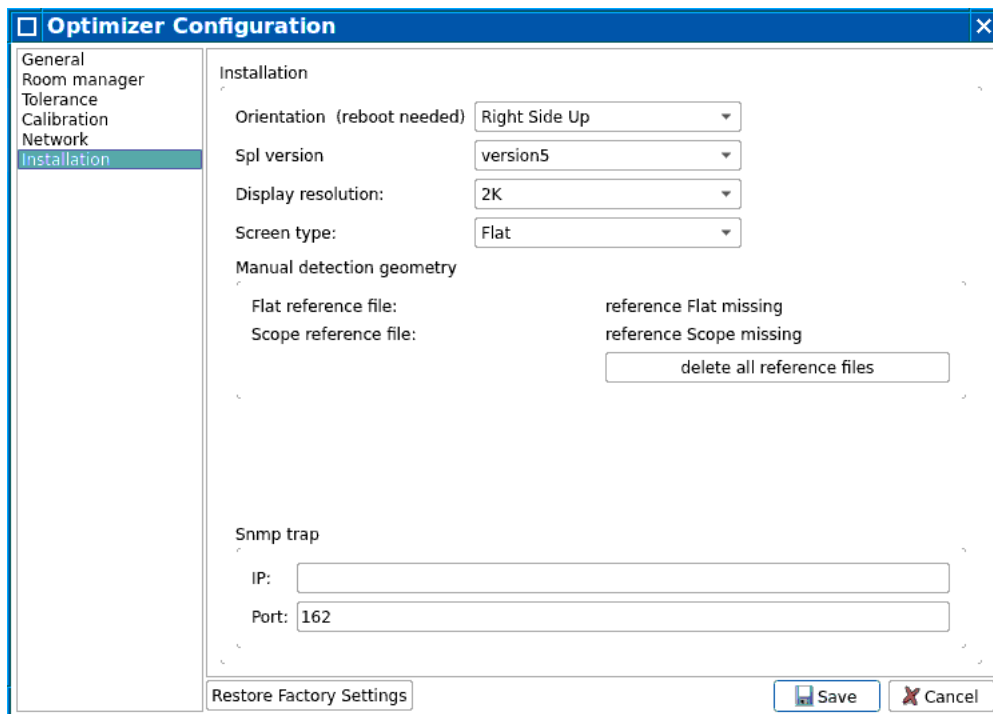 Optimizer Configuration
General
Room manager
Tolerance
Calibration
Network
Installation
Installation
Orientation (reboot needed) Right Side Up
Spl version version5
Display resolution: 2K
Screen type: Flat
Manual detection geometry
Flat reference file: reference Flat missing
Scope reference file: reference Scope missing
delete all reference files
Snmp trap
IP:
Port: 162
Restore Factory Settings Save Cancel